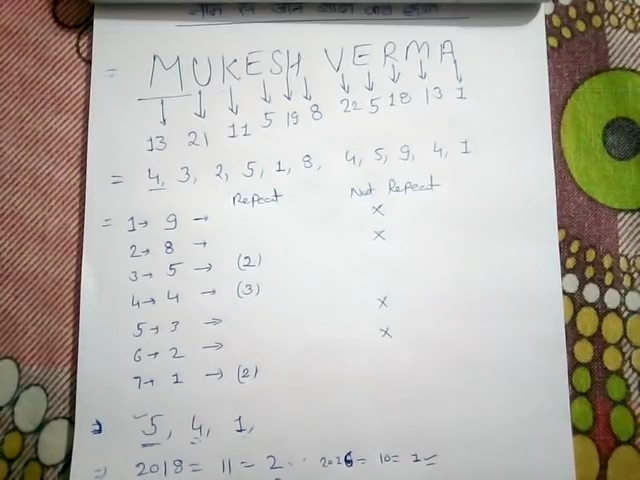 = MUKESH VERMA
13 21 11 5 19 8 22 5 18 13 1
= 4, 3, 2, 5, 1, 8, 4, 5, 9, 4, 1
Repeat Not Repeat
= 1→ 9 → ×
2→ 8 → ×
3→ 5 → (2)
4→ 4 → (3)
5→ 3 → ×
6→ 2 → ×
7→ 1 → (2)
⇒ 5, 4, 1,
⇒ 2018 = 11 = 2 2026 = 10 = 1